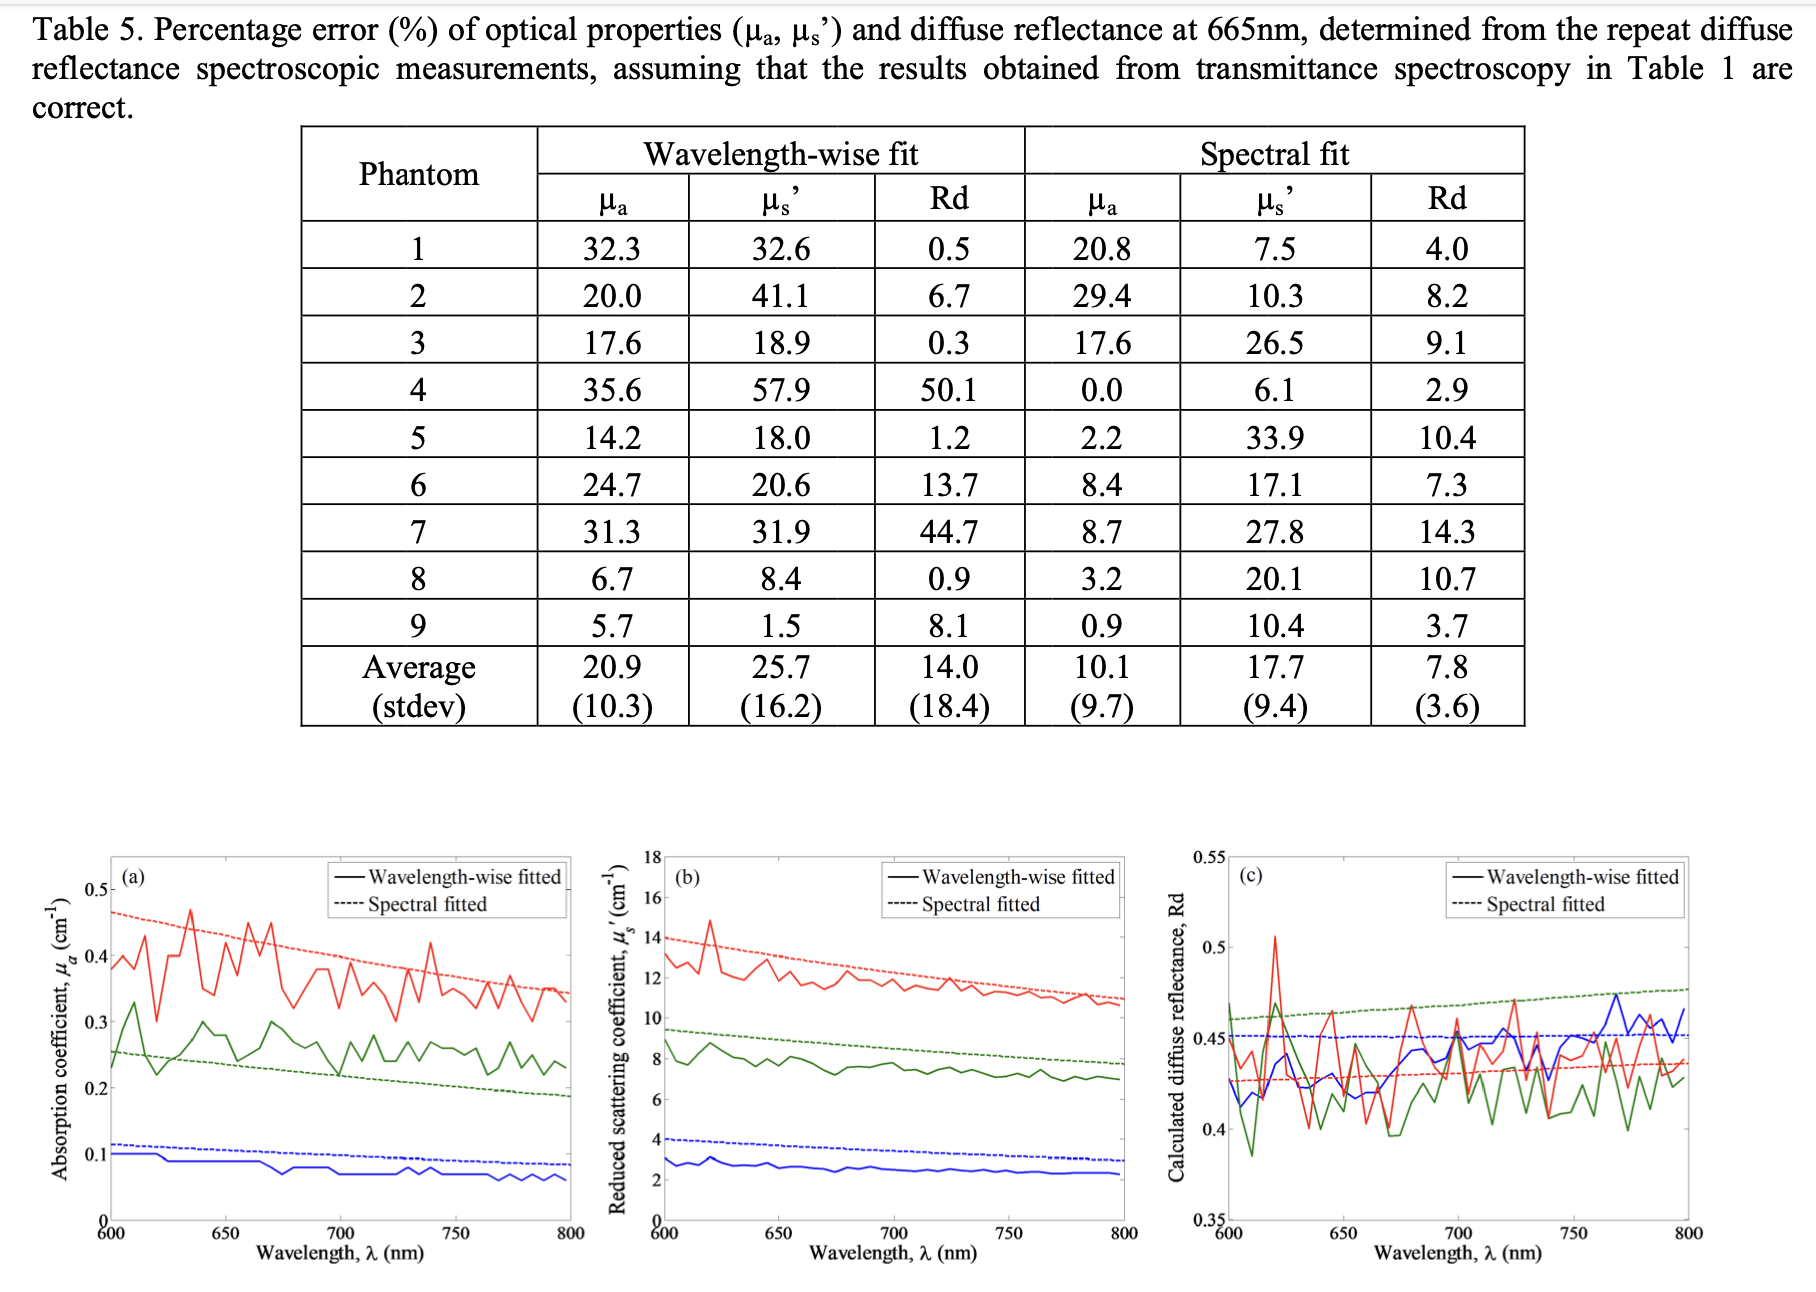 Table 5. Percentage error (%) of optical properties (μa, μs’) and diffuse reflectance at 665nm, determined from the repeat diffuse
reflectance spectroscopic measurements, assuming that the results obtained from transmittance spectroscopy in Table 1 are
correct.
Phantom Wavelength-wise fit Spectral fit
μa μs’ Rd μa μs’ Rd
1 32.3 32.6 0.5 20.8 7.5 4.0
2 20.0 41.1 6.7 29.4 10.3 8.2
3 17.6 18.9 0.3 17.6 26.5 9.1
4 35.6 57.9 50.1 0.0 6.1 2.9
5 14.2 18.0 1.2 2.2 33.9 10.4
6 24.7 20.6 13.7 8.4 17.1 7.3
7 31.3 31.9 44.7 8.7 27.8 14.3
8 6.7 8.4 0.9 3.2 20.1 10.7
9 5.7 1.5 8.1 0.9 10.4 3.7
Average 20.9 25.7 14.0 10.1 17.7 7.8
(stdev) (10.3) (16.2) (18.4) (9.7) (9.4) (3.6)
(a)
Wavelength-wise fitted
Spectral fitted
Absorption coefficient, μa (cm-1)
0.5
0.4
0.3
0.2
0.1
0
600 650 700 750 800
Wavelength, λ (nm)
(b)
Wavelength-wise fitted
Spectral fitted
Reduced scattering coefficient, μs' (cm-1)
18
16
14
12
10
8
6
4
2
0
600 650 700 750 800
Wavelength, λ (nm)
(c)
Wavelength-wise fitted
Spectral fitted
Calculated diffuse reflectance, Rd
0.55
0.5
0.45
0.4
0.35
600 650 700 750 800
Wavelength, λ (nm)